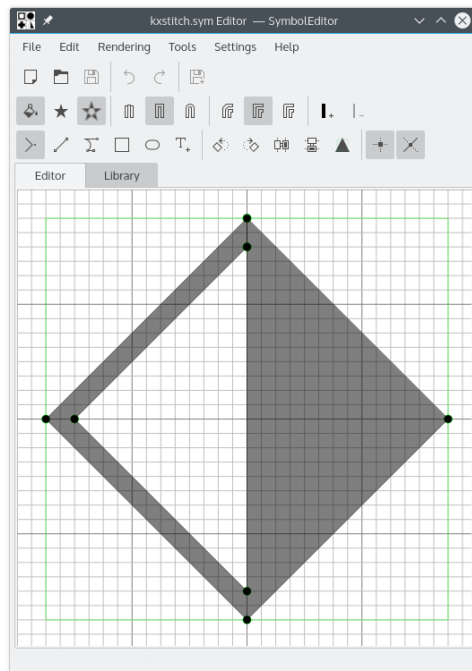 kxstitch.sym Editor — SymbolEditor
File Edit Rendering Tools Settings Help
Editor Library